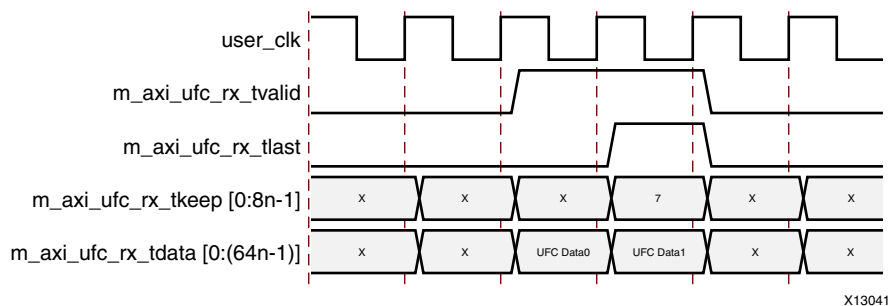 user_clk
m_axi_ufc_rx_tvalid
m_axi_ufc_rx_tlast
m_axi_ufc_rx_tkeep [0:8n-1] X X X 7 X X
m_axi_ufc_rx_tdata [0:(64n-1)] X X UFC Data0 UFC Data1 X X
X13041